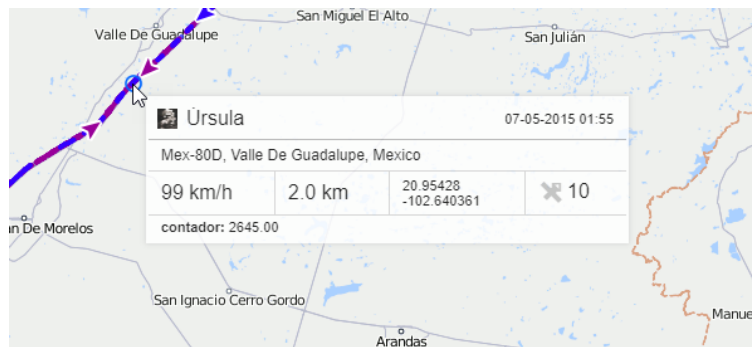 San Miguel El Alto
Valle De Guadalupe
San Julián
Úrsula
07-05-2015 01:55
Mex-80D, Valle De Guadalupe, Mexico
99 km/h
2.0 km
20.95428
-102.640361
10
contador: 2645.00
n De Morelos
San Ignacio Cerro Gordo
Manue
Arandas